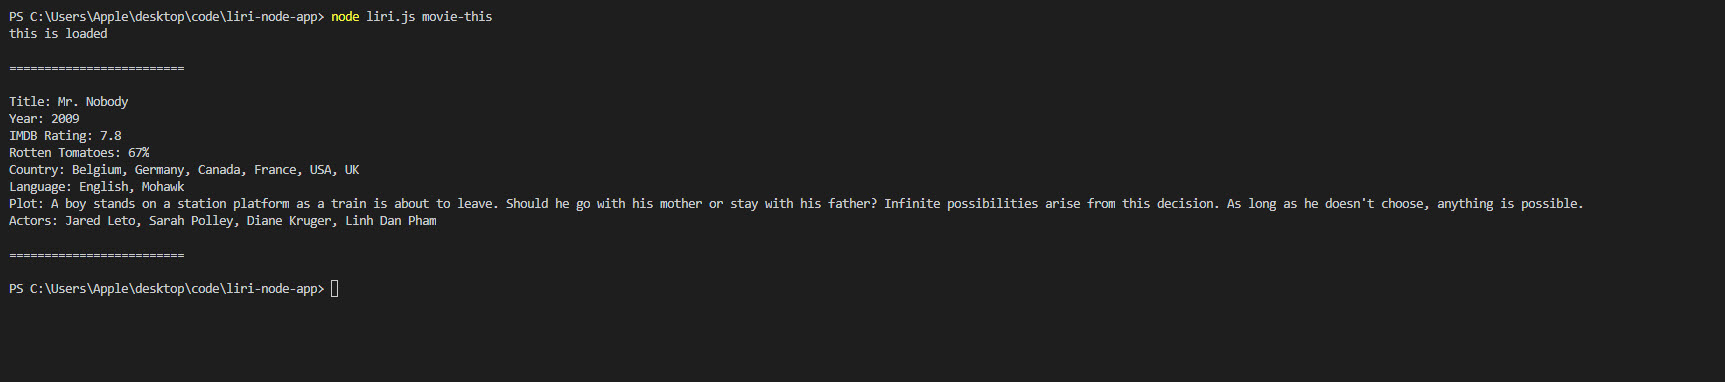 PS C:\Users\Apple\desktop\code\liri-node-app> node liri.js movie-this
this is loaded
=========================
Title: Mr. Nobody
Year: 2009
IMDB Rating: 7.8
Rotten Tomatoes: 67%
Country: Belgium, Germany, Canada, France, USA, UK
Language: English, Mohawk
Plot: A boy stands on a station platform as a train is about to leave. Should he go with his mother or stay with his father? Infinite possibilities arise from this decision. As long as he doesn't choose, anything is possible.
Actors: Jared Leto, Sarah Polley, Diane Kruger, Linh Dan Pham
=========================
PS C:\Users\Apple\desktop\code\liri-node-app>